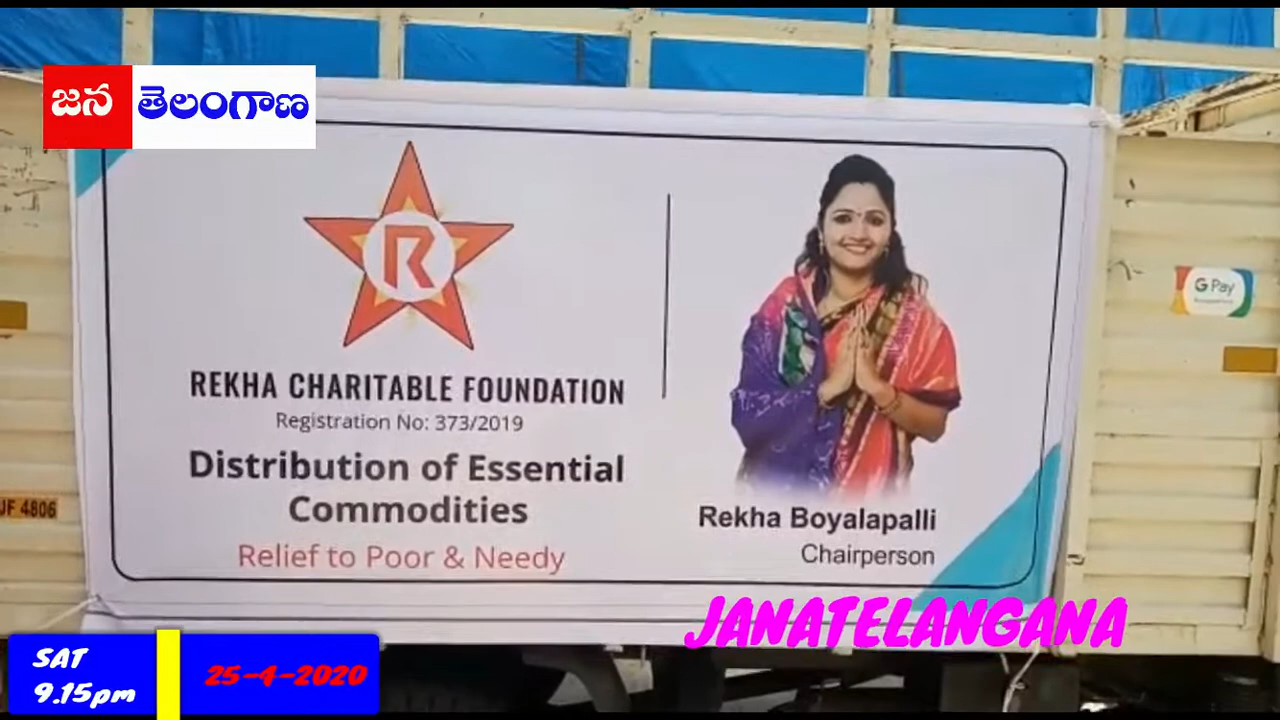 జన తెలంగాణ
R
REKHA CHARITABLE FOUNDATION
Registration No: 373/2019
Distribution of Essential
Commodities
Relief to Poor & Needy
Rekha Boyalapalli
Chairperson
G Pay
JF 4806
JANATELANGANA
SAT
9.15pm
25-4-2020